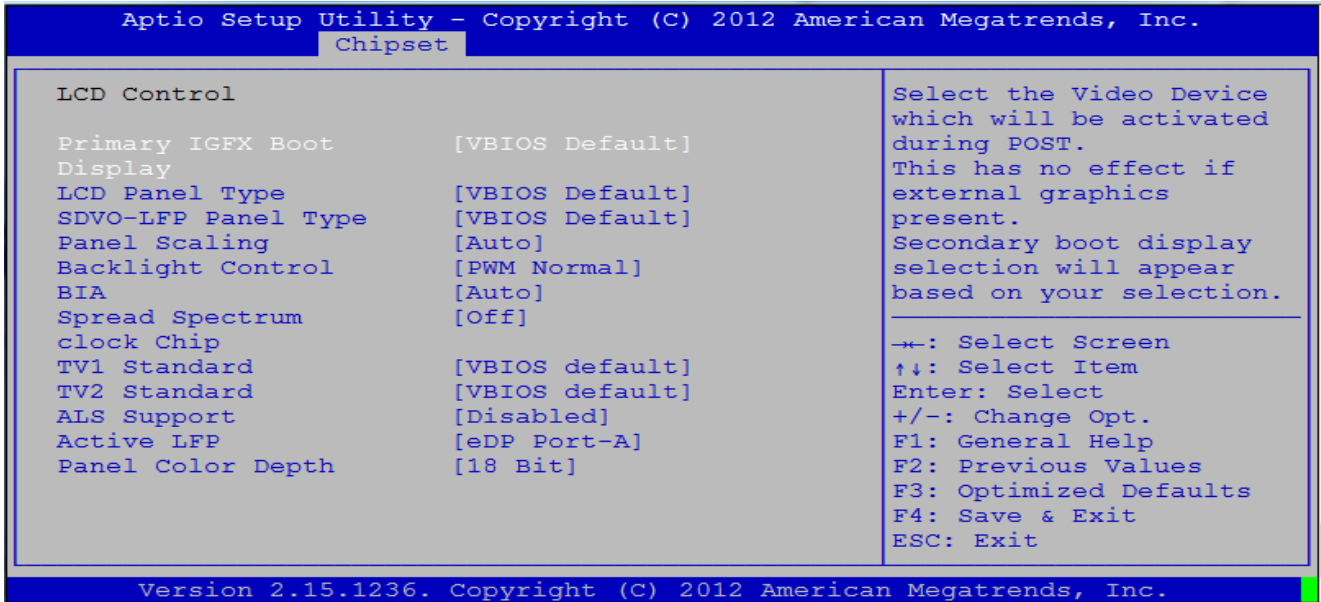 Aptio Setup Utility – Copyright (C) 2012 American Megatrends, Inc.
Chipset
LCD Control
Primary IGFX Boot [VBIOS Default]
Display
LCD Panel Type [VBIOS Default]
SDVO-LFP Panel Type [VBIOS Default]
Panel Scaling [Auto]
Backlight Control [PWM Normal]
BIA [Auto]
Spread Spectrum [Off]
clock Chip
TV1 Standard [VBIOS default]
TV2 Standard [VBIOS default]
ALS Support [Disabled]
Active LFP [eDP Port-A]
Panel Color Depth [18 Bit]
Select the Video Device
which will be activated
during POST.
This has no effect if
external graphics
present.
Secondary boot display
selection will appear
based on your selection.
→←: Select Screen
↑↓: Select Item
Enter: Select
+/-: Change Opt.
F1: General Help
F2: Previous Values
F3: Optimized Defaults
F4: Save & Exit
ESC: Exit
Version 2.15.1236. Copyright (C) 2012 American Megatrends, Inc.